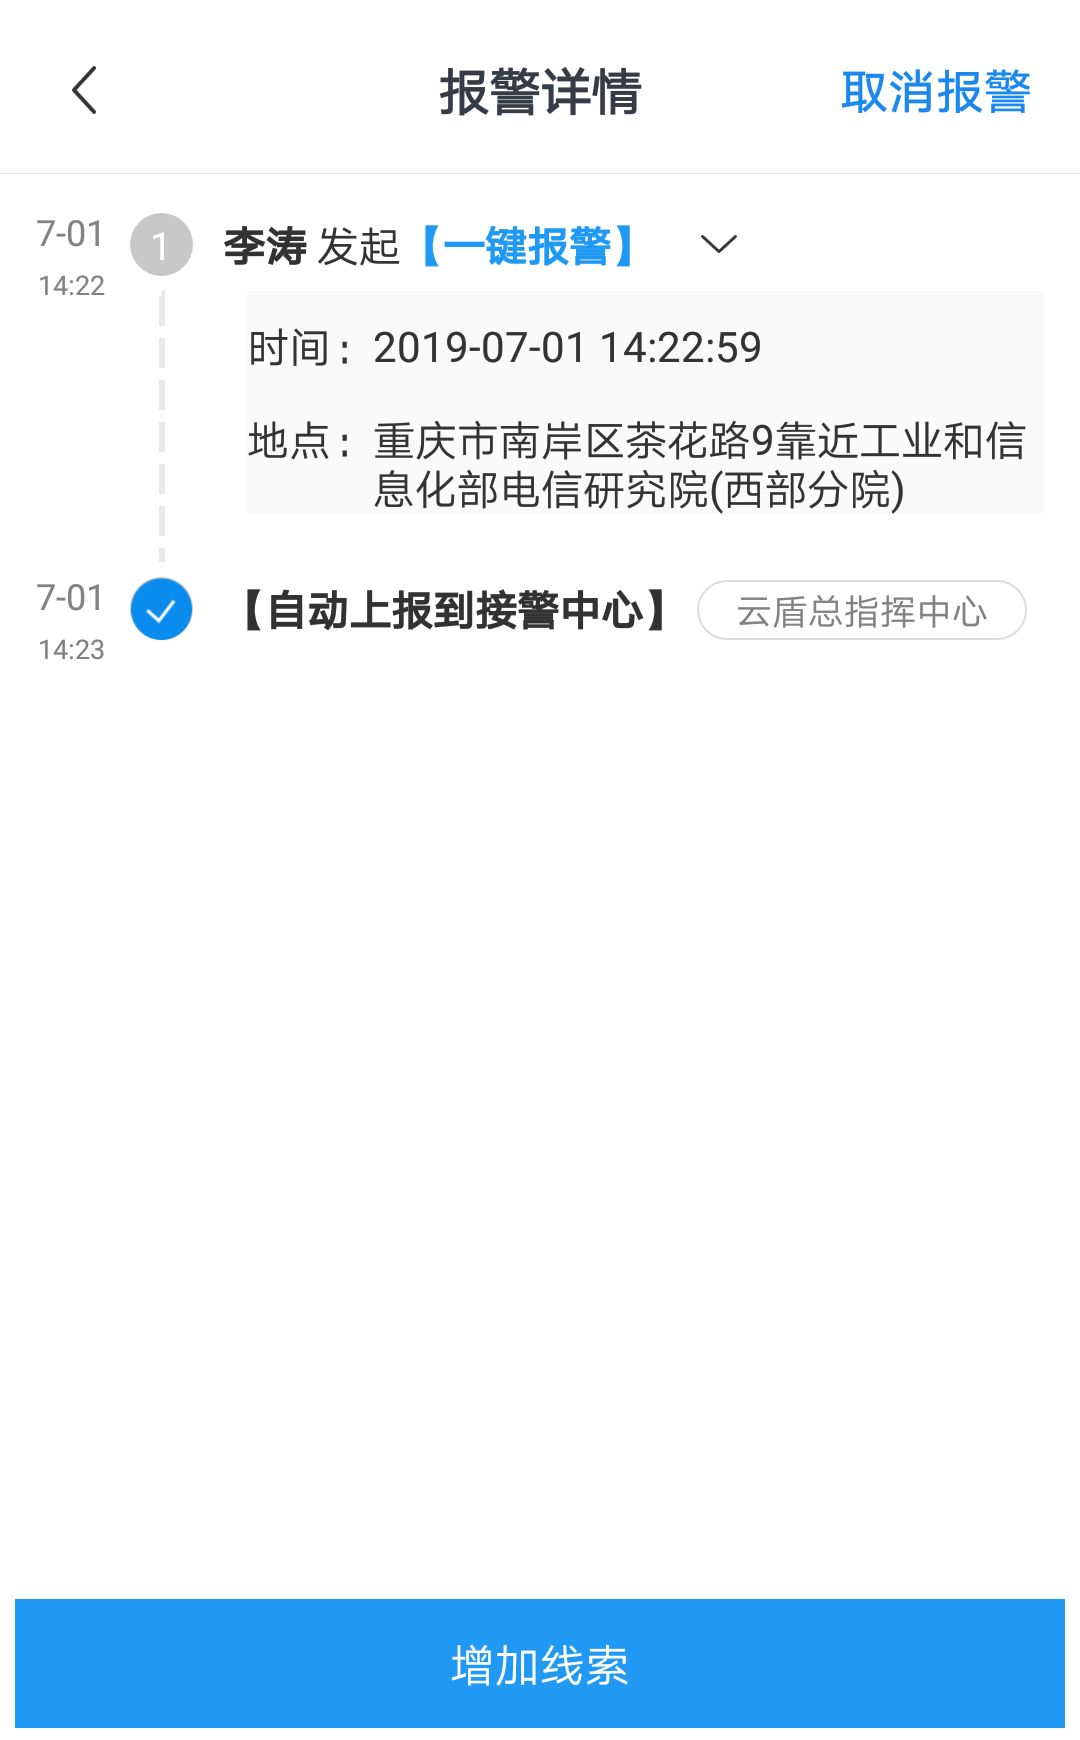 报警详情
取消报警
7-01
14:22
1
李涛 发起【一键报警】
时间：2019-07-01 14:22:59
地点：重庆市南岸区茶花路9靠近工业和信
息化部电信研究院(西部分院)
7-01
14:23
【自动上报到接警中心】
云盾总指挥中心
增加线索